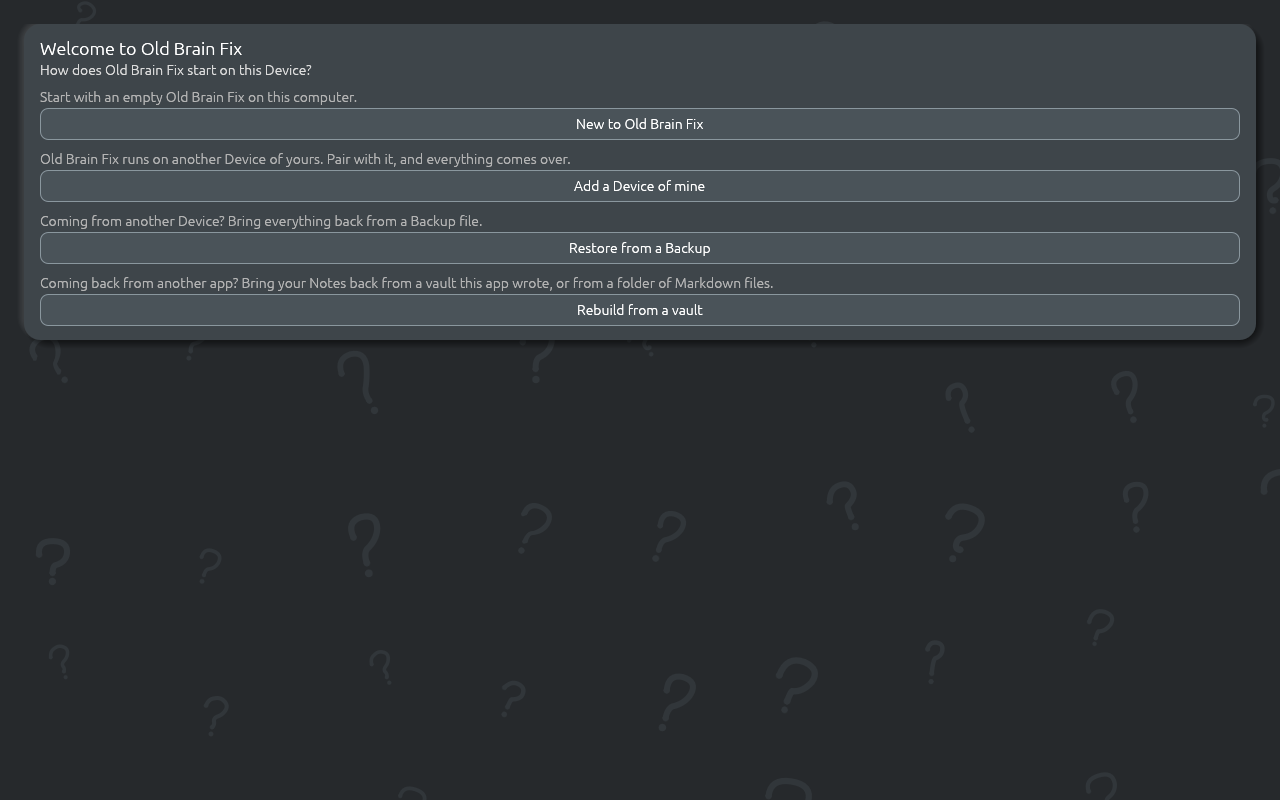 Welcome to Old Brain Fix
How does Old Brain Fix start on this Device?
Start with an empty Old Brain Fix on this computer.
New to Old Brain Fix
Old Brain Fix runs on another Device of yours. Pair with it, and everything comes over.
Add a Device of mine
Coming from another Device? Bring everything back from a Backup file.
Restore from a Backup
Coming back from another app? Bring your Notes back from a vault this app wrote, or from a folder of Markdown files.
Rebuild from a vault